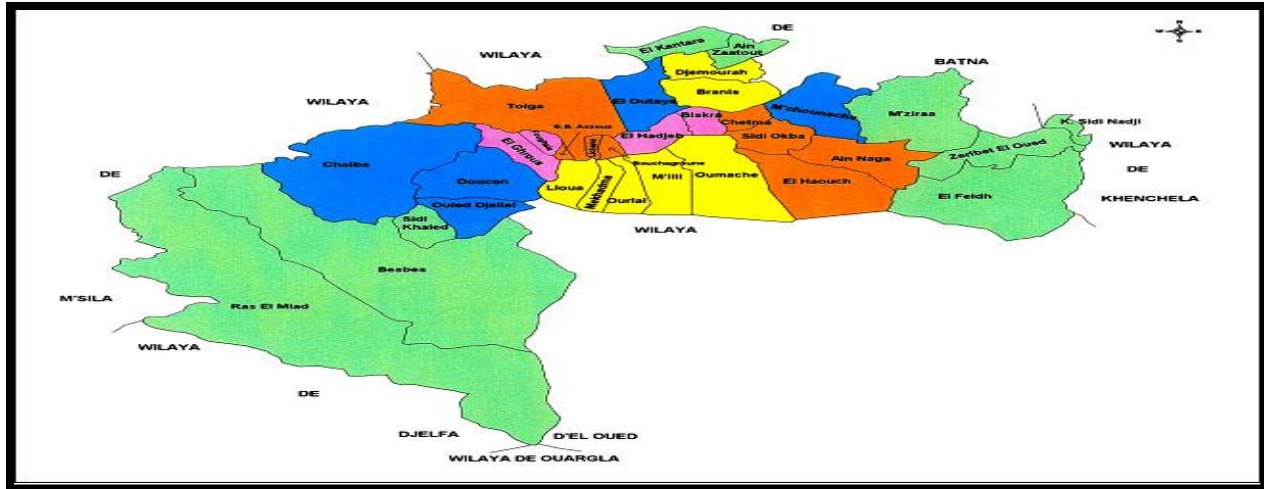 N
DE
WILAYA
El Kantara
Ain
Zaatout
BATNA
Djemourah
WILAYA
Tolga
El Outaya
Branis
M'chounech
M'ziraa
Biskra
Chetma
K. Sidi Nadji
B.B. Azzouz
El Hadjeb
Sidi Okba
Zeribet El Oued
WILAYA
El Ghrous
Chaiba
Bouchagroune
Ain Naga
DE
DE
Doucen
Lioua
Mekhadma
M'lili
Oumache
El Haouch
El Feidh
KHENCHELA
Ourlal
Ouled Djellal
Sidi
Khaled
WILAYA
Besbes
M'SILA
Ras El Miad
WILAYA
DE
DJELFA
D'EL OUED
WILAYA DE OUARGLA